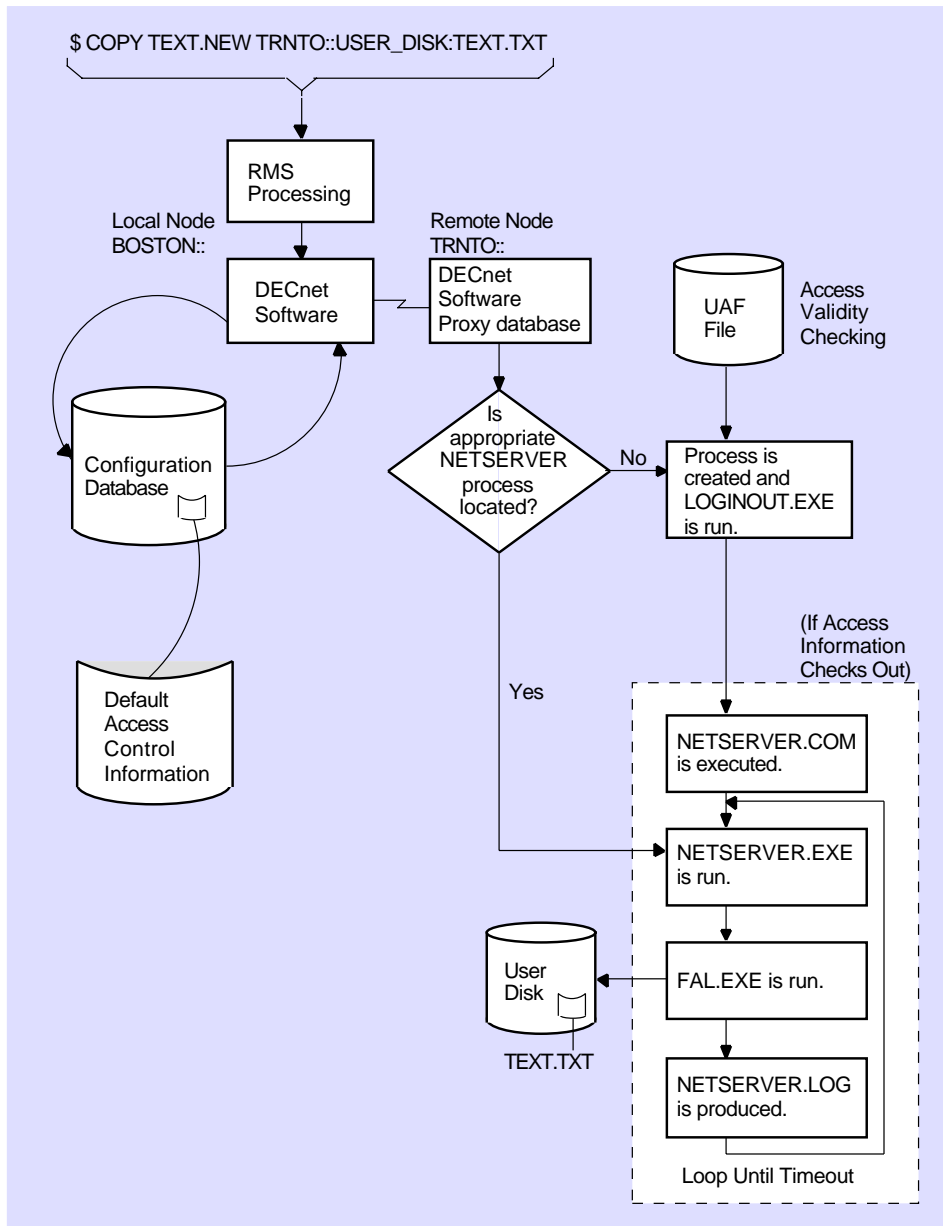 $ COPY TEXT.NEW TRNTO::USER_DISK:TEXT.TXT
RMS
Processing
Local Node
BOSTON::
Remote Node
TRNTO::
DECnet
Software
DECnet
Software
Proxy database
UAF
File
Access
Validity
Checking
Configuration
Database
Is
appropriate
NETSERVER
process
located?
No
Process is
created and
LOGINOUT.EXE
is run.
(If Access
Information
Checks Out)
Default
Access
Control
Information
Yes
NETSERVER.COM
is executed.
NETSERVER.EXE
is run.
User
Disk
TEXT.TXT
FAL.EXE is run.
NETSERVER.LOG
is produced.
Loop Until Timeout